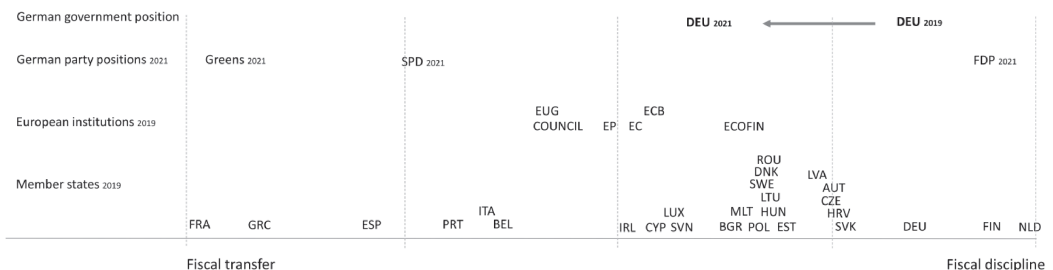 German government position DEU 2021 DEU 2019
German party positions 2021 Greens 2021 SPD 2021 FDP 2021
EUG ECB
European institutions 2019 COUNCIL EP EC ECOFIN
ROU
DNK LVA
Member states 2019 SWE AUT
LTU CZE
ITA LUX MLT HUN HRV
FRA GRC ESP PRT BEL IRL CYP SVN BGR POL EST SVK DEU FIN NLD
Fiscal transfer Fiscal discipline